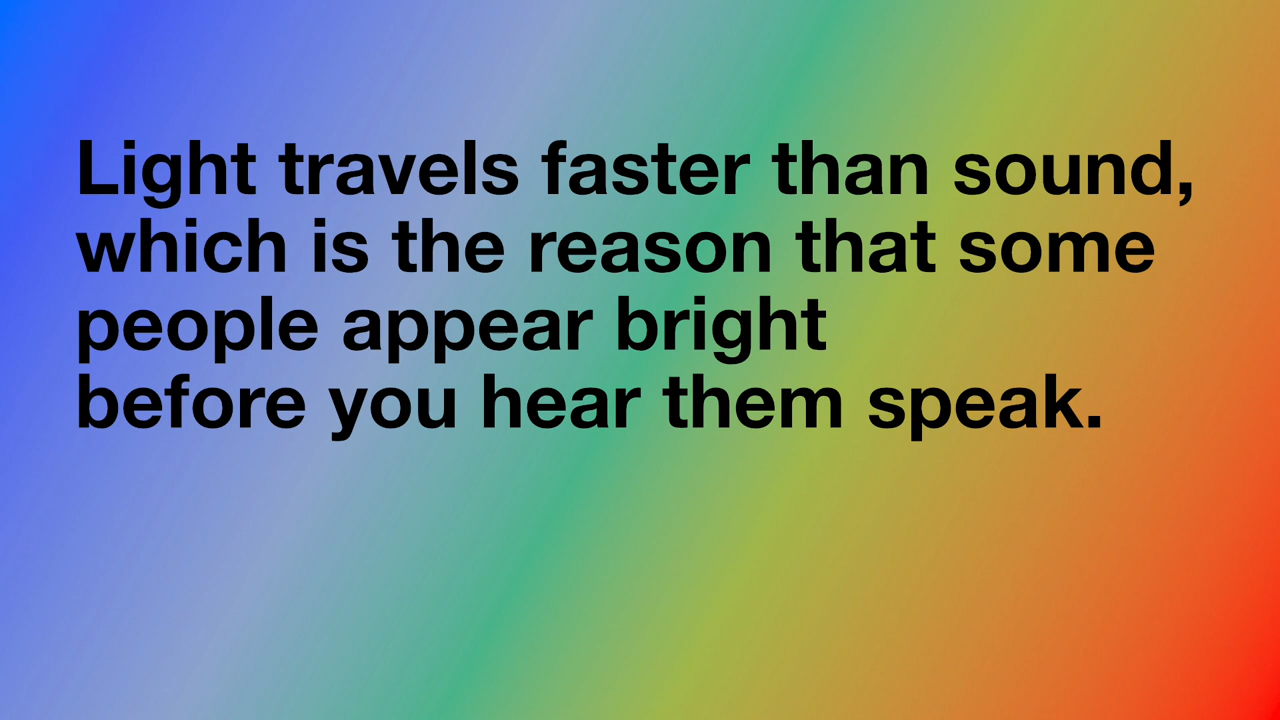 Light travels faster than sound,
which is the reason that some
people appear bright
before you hear them speak.